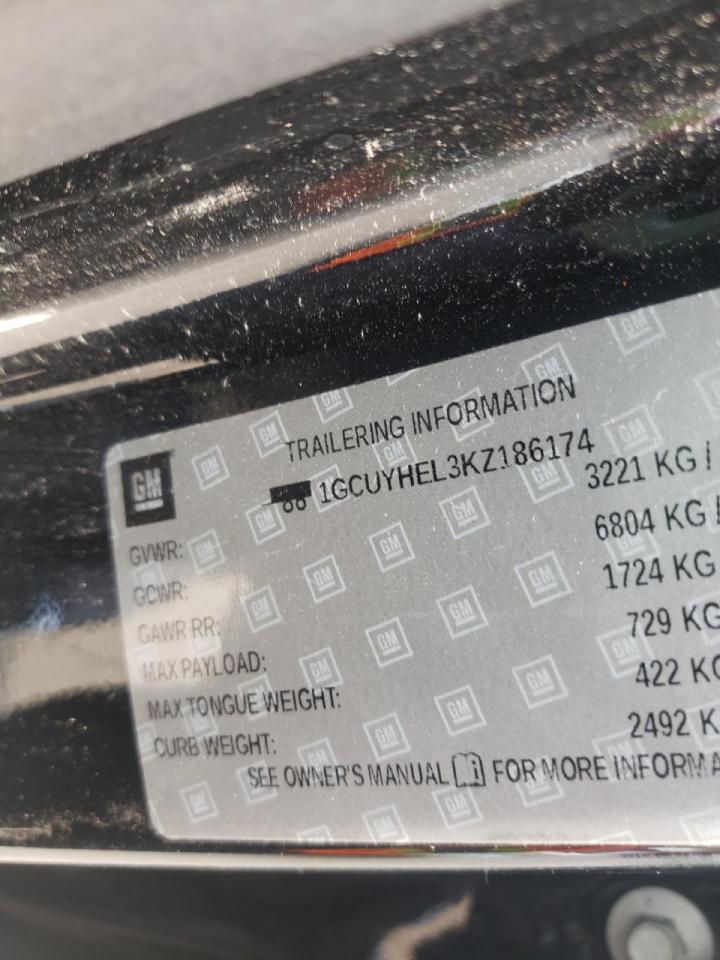 GM
TRAILERING INFORMATION
1GCUYHEL3KZ186174
GVWR: 3221 KG /
GCWR: 6804 KG /
GAWR RR: 1724 KG
MAX PAYLOAD: 729 KG
MAX TONGUE WEIGHT: 422 KG
CURB WEIGHT: 2492 K
SEE OWNER'S MANUAL i FOR MORE INFORMA